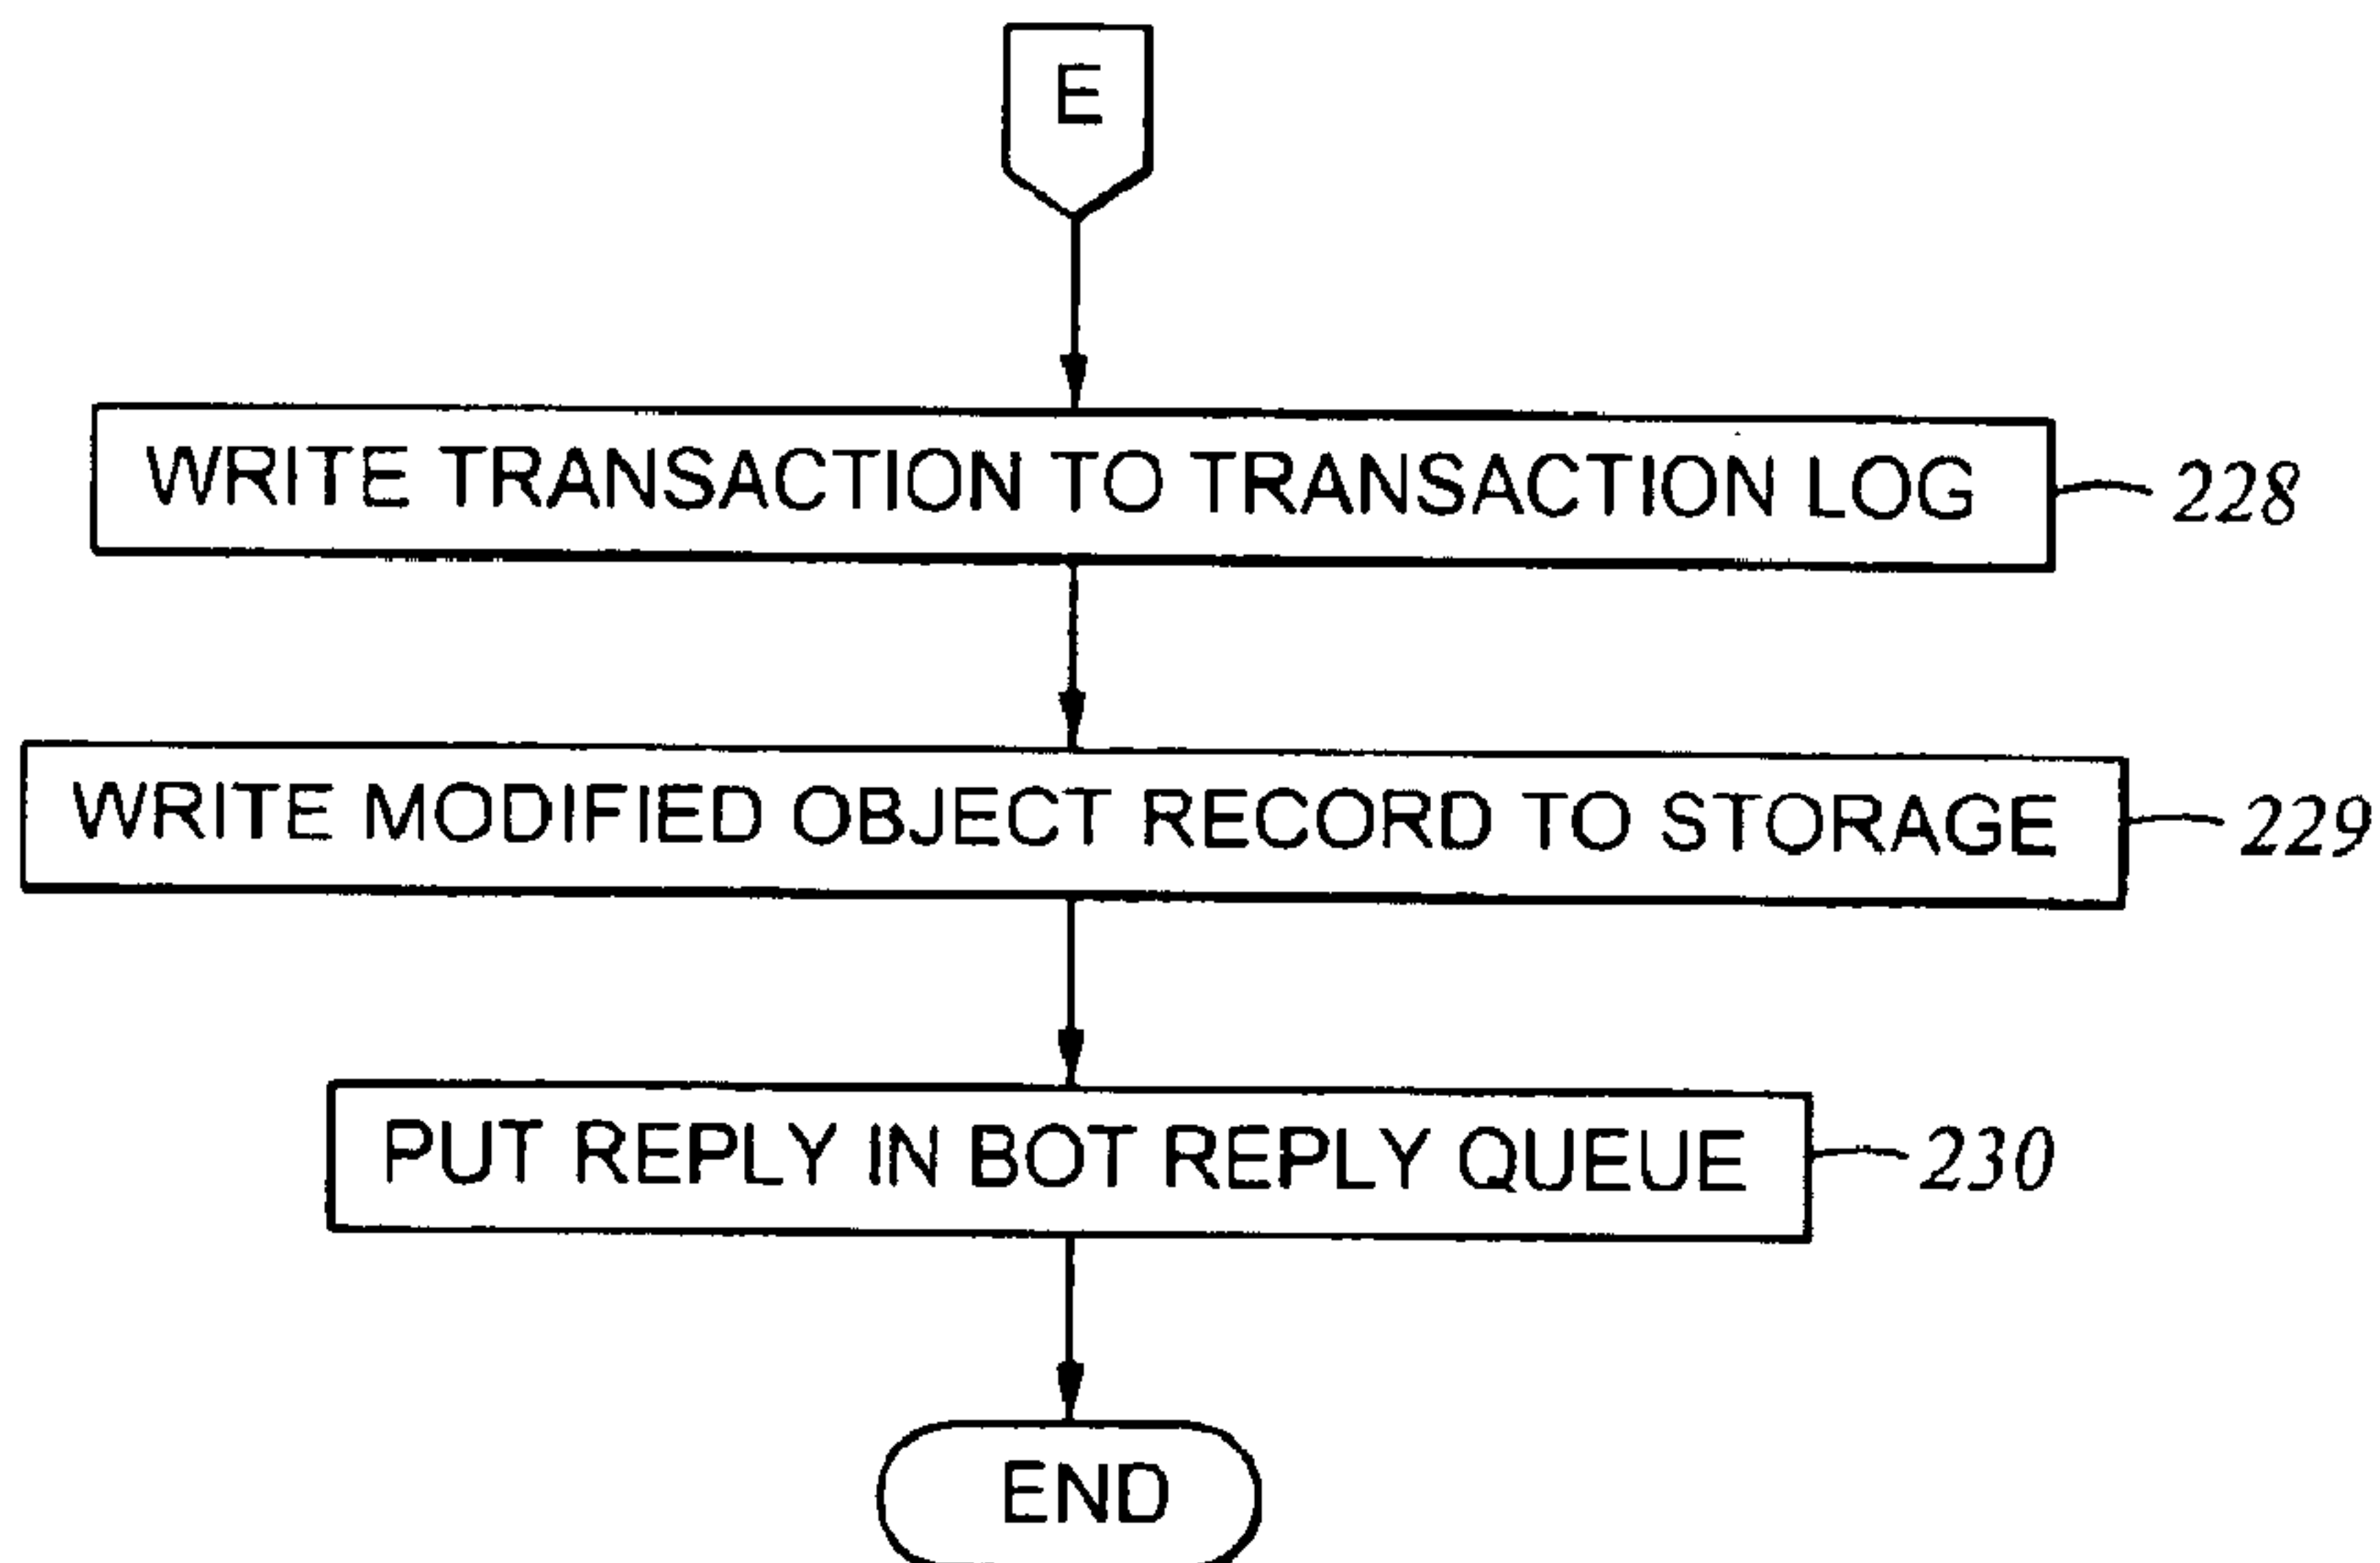 E
WRITE TRANSACTION TO TRANSACTION LOG 228
WRITE MODIFIED OBJECT RECORD TO STORAGE 229
PUT REPLY IN BOT REPLY QUEUE 230
END